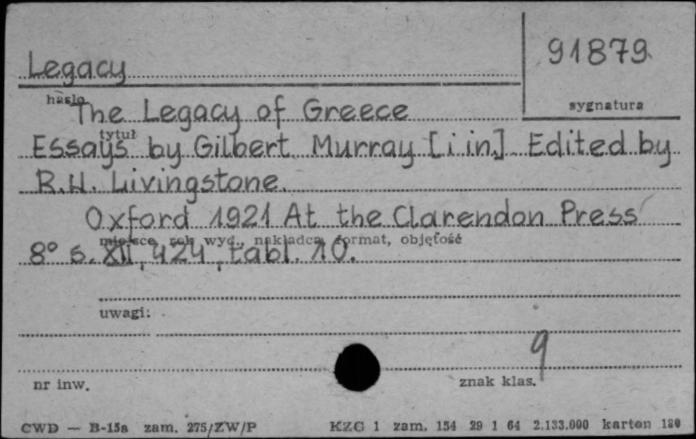 91879
Legacy
hasło
sygnatura
The Legacy of Greece
tytuł
Essays by Gilbert Murray [i in.] Edited by
R.W. Livingstone.
Oxford 1921 At the Clarendon Press
miejsce, rok wyd., nakładca, format, objętość
8° s. XII, 424, tabl. 10.
uwagi:
9
nr inw.
znak klas.
CWD — B-15a zam. 275/ZW/P KZG 1 zam. 154 29 1 64 2.133.000 karton 180